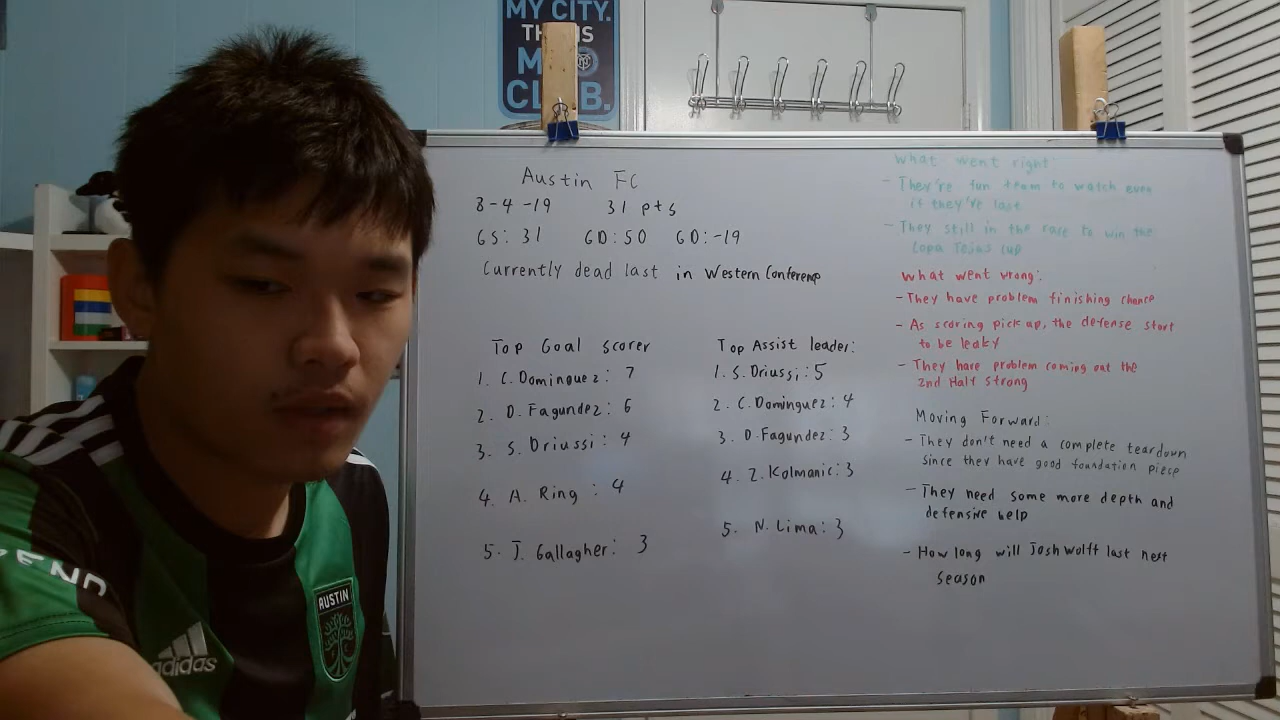 MY CITY.
THIS IS
CLUB.
Austin FC
8-4-19 31 pts
GS: 31 GD: 50 GD: -19
Currently dead last in Western Conference
Top Goal scorer
1. C. Dominguez: 7
2. D. Fagundez: 6
3. S. Driussi: 4
4. A. Ring : 4
5. J. Gallagher: 3
Top Assist leader:
1. S. Driussi: 5
2. C. Dominguez: 4
3. D. Fagundez: 3
4. Z. Kolmanic: 3
5. N. Lima: 3
What went right:
- They're fun team to watch even
if they're last
- They still in the race to win the
Copa Tejas cup
What went wrong:
- They have problem finishing chance
- As scoring pick up, the defense start
to be leaky
- They have problem coming out the
2nd Half strong
Moving Forward:
- They don't need a complete teardown
since they have good foundation piece
- They need some more depth and
defensive help
- How long will Josh Wolff last next
season
AUSTIN
adidas